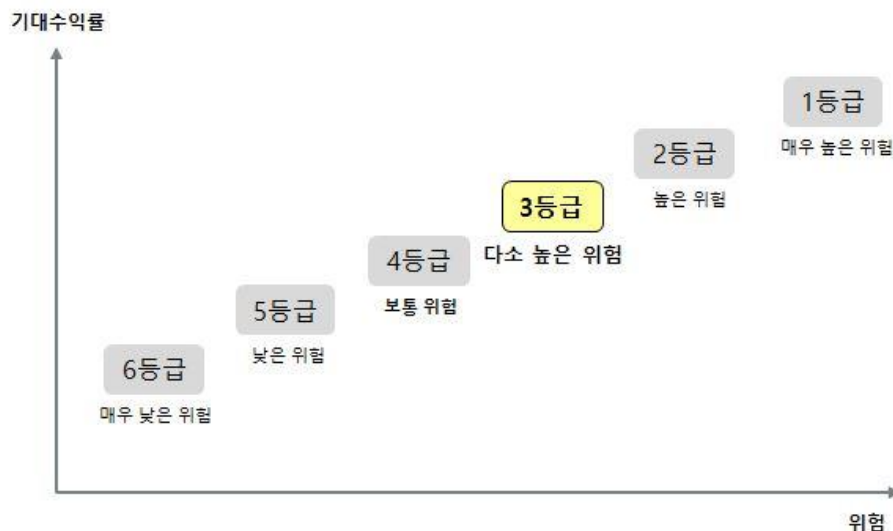 기대수익률
1등급
매우 높은 위험
2등급
높은 위험
3등급
다소 높은 위험
4등급
보통 위험
5등급
낮은 위험
6등급
매우 낮은 위험
위험